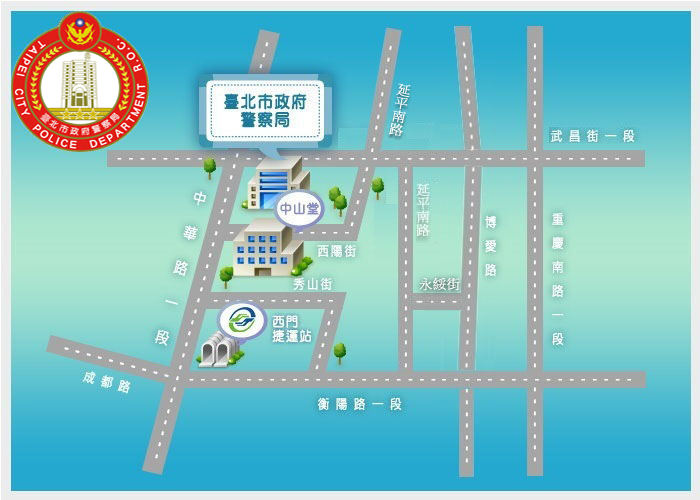 TAIPEI CITY POLICE DEPARTMENT R.O.C.
臺北市政府警察局
臺北市政府
警察局
延平南路
武昌街一段
中山堂
延平南路
中華路一段
博愛路
重慶南路一段
西陽街
秀山街
永綏街
西門
捷運站
成都路
衡陽路一段